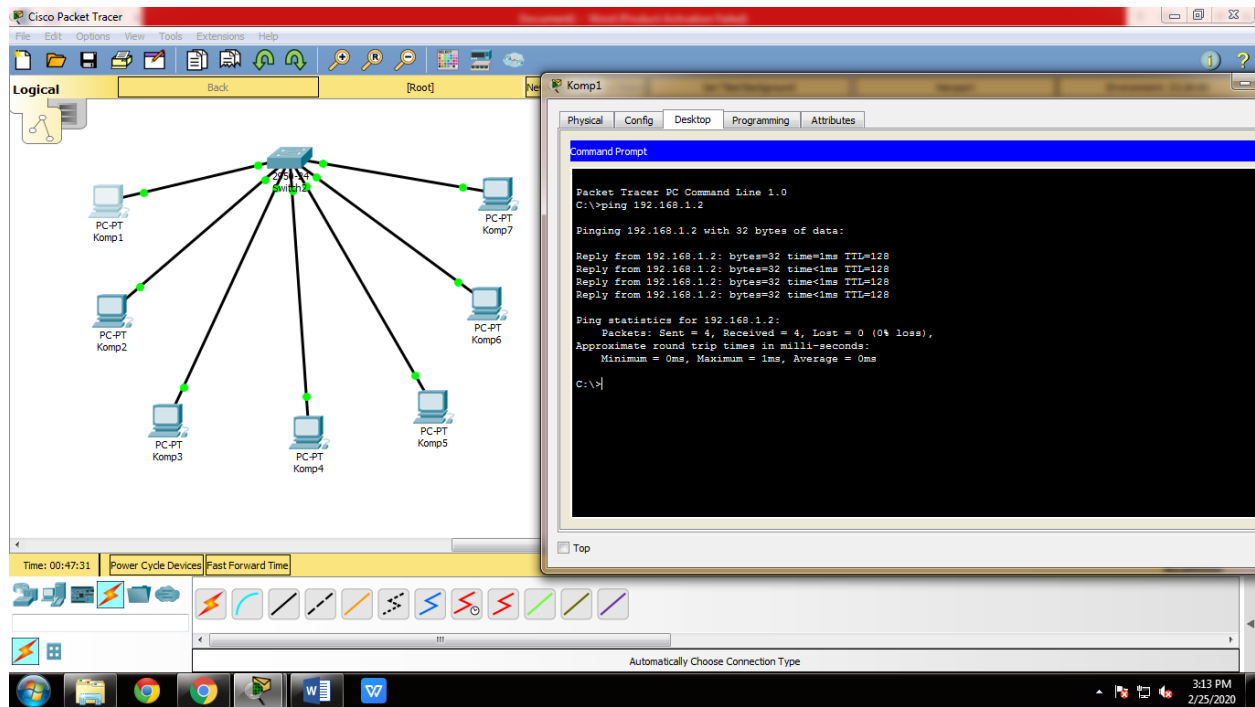 Cisco Packet Tracer
File Edit Options View Tools Extensions Help
Logical
Back
[Root]
Ne
2950-24
Switch2
PC-PT
Komp1
PC-PT
Komp7
PC-PT
Komp2
PC-PT
Komp6
PC-PT
Komp3
PC-PT
Komp4
PC-PT
Komp5
Komp1
Physical Config Desktop Programming Attributes
Command Prompt
Packet Tracer PC Command Line 1.0
C:\>ping 192.168.1.2
Pinging 192.168.1.2 with 32 bytes of data:
Reply from 192.168.1.2: bytes=32 time=1ms TTL=128
Reply from 192.168.1.2: bytes=32 time<1ms TTL=128
Reply from 192.168.1.2: bytes=32 time<1ms TTL=128
Reply from 192.168.1.2: bytes=32 time<1ms TTL=128
Ping statistics for 192.168.1.2:
Packets: Sent = 4, Received = 4, Lost = 0 (0% loss),
Approximate round trip times in milli-seconds:
Minimum = 0ms, Maximum = 1ms, Average = 0ms
C:\>
Top
Time: 00:47:31 Power Cycle Devices Fast Forward Time
Automatically Choose Connection Type
3:13 PM
2/25/2020